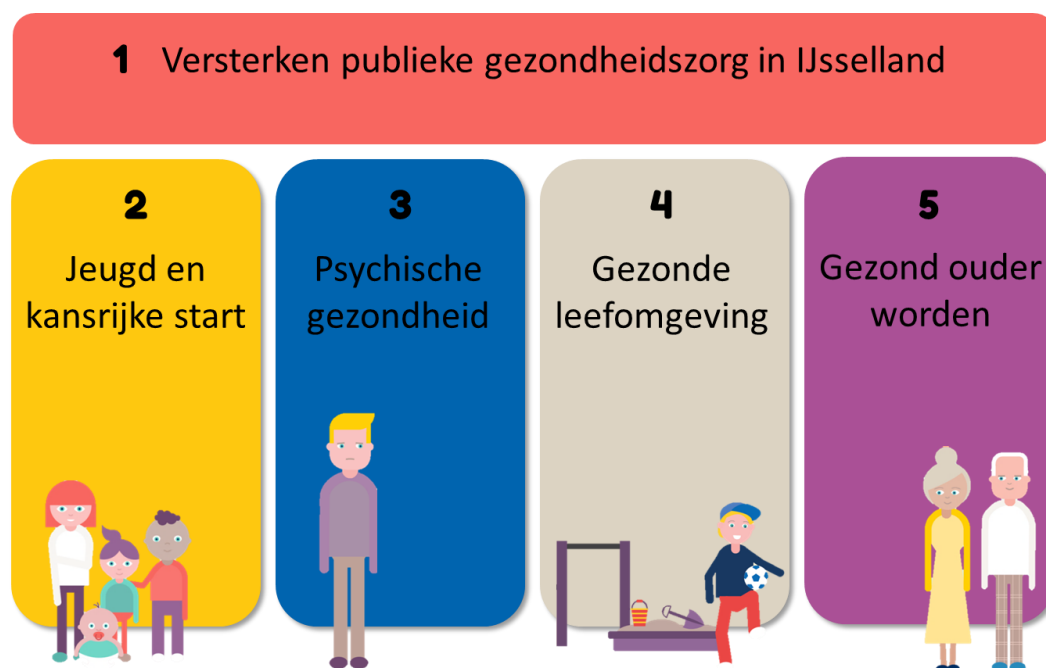 1 Versterken publieke gezondheidszorg in IJsselland
2
Jeugd en
kansrijke start
3
Psychische
gezondheid
4
Gezonde
leefomgeving
5
Gezond ouder
worden